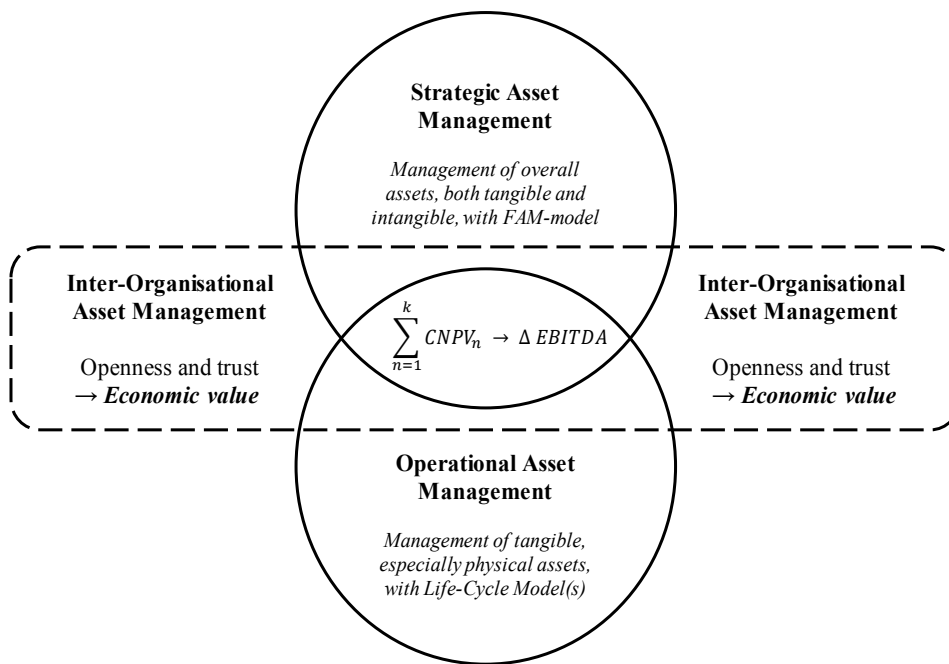 Strategic Asset
Management
Management of overall
assets, both tangible and
intangible, with FAM-model
Inter-Organisational
Asset Management
Openness and trust
→ Economic value
k
∑ CNPVₙ → Δ EBITDA
n=1
Inter-Organisational
Asset Management
Openness and trust
→ Economic value
Operational Asset
Management
Management of tangible,
especially physical assets,
with Life-Cycle Model(s)